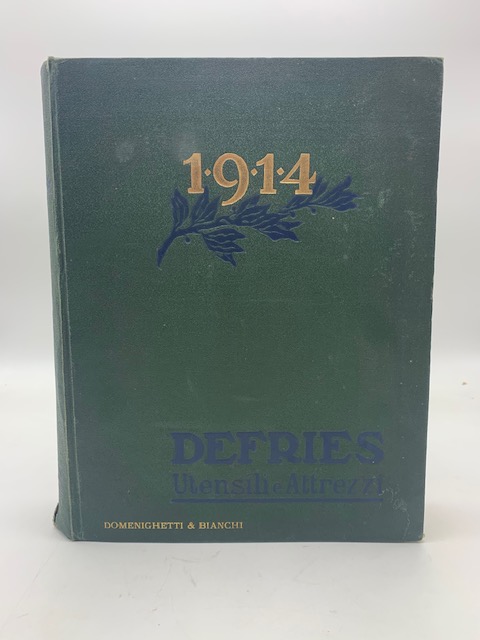 1·9·1·4
DEFRIES
Utensili e Attrezzi
DOMENIGHETTI & BIANCHI